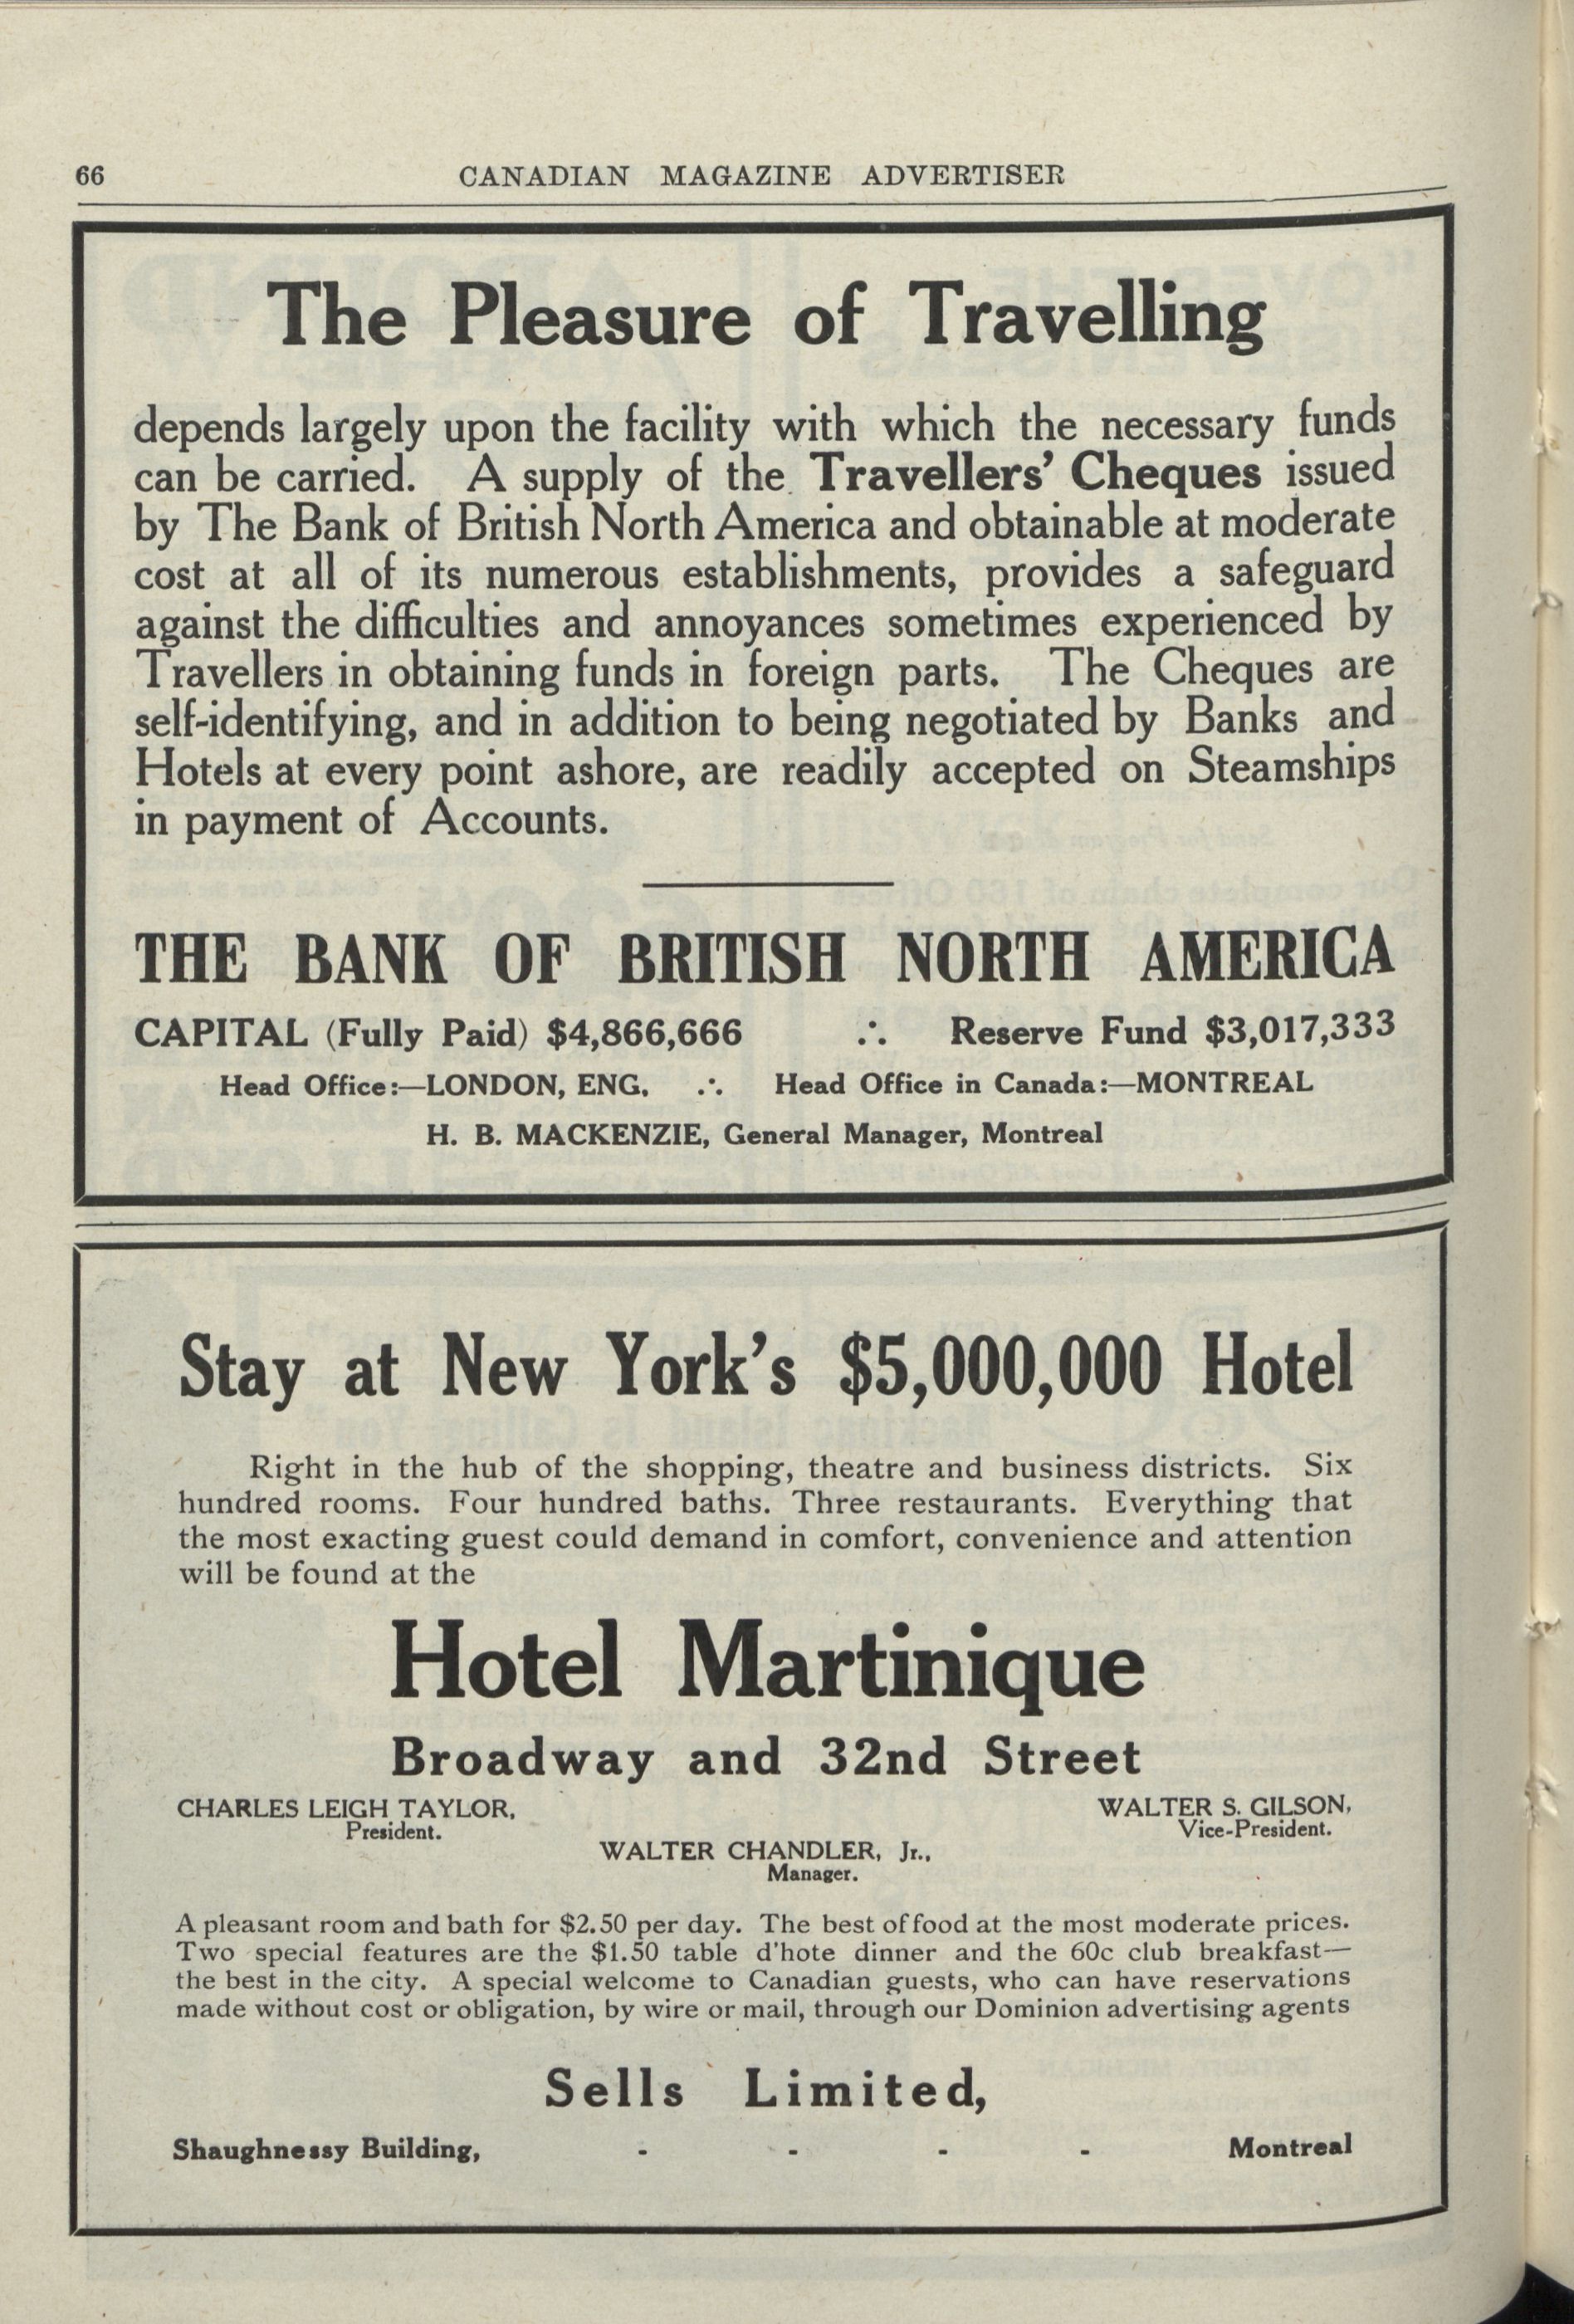 66 CANADIAN MAGAZINE ADVERTISER
The Pleasure of Travelling
depends largely upon the facility with which the necessary funds
can be carried. A supply of the Travellers' Cheques issued
by The Bank of British North America and obtainable at moderate
cost at all of its numerous establishments, provides a safeguard
against the difficulties and annoyances sometimes experienced by
Travellers in obtaining funds in foreign parts. The Cheques are
self-identifying, and in addition to being negotiated by Banks and
Hotels at every point ashore, are readily accepted on Steamships
in payment of Accounts.
THE BANK OF BRITISH NORTH AMERICA
CAPITAL (Fully Paid) $4,866,666 ∴ Reserve Fund $3,017,333
Head Office:—LONDON, ENG. ∴ Head Office in Canada:—MONTREAL
H. B. MACKENZIE, General Manager, Montreal
Stay at New York's $5,000,000 Hotel
Right in the hub of the shopping, theatre and business districts. Six
hundred rooms. Four hundred baths. Three restaurants. Everything that
the most exacting guest could demand in comfort, convenience and attention
will be found at the
Hotel Martinique
Broadway and 32nd Street
CHARLES LEIGH TAYLOR,
President.
WALTER S. GILSON,
Vice-President.
WALTER CHANDLER, Jr.,
Manager.
A pleasant room and bath for $2.50 per day. The best of food at the most moderate prices.
Two special features are the $1.50 table d'hote dinner and the 60c club breakfast—
the best in the city. A special welcome to Canadian guests, who can have reservations
made without cost or obligation, by wire or mail, through our Dominion advertising agents
Sells Limited,
Shaughnessy Building, - - - - Montreal